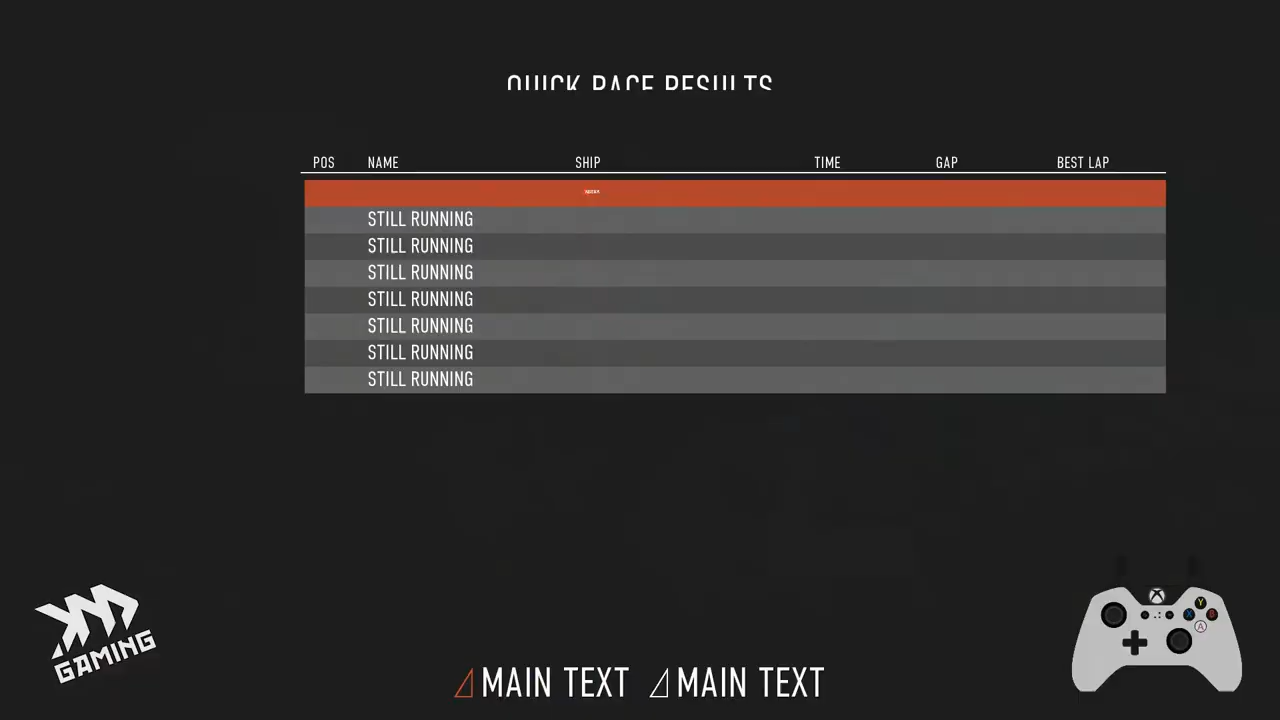 QUICK RACE RESULTS
POS NAME SHIP TIME GAP BEST LAP
STILL RUNNING
STILL RUNNING
STILL RUNNING
STILL RUNNING
STILL RUNNING
STILL RUNNING
STILL RUNNING
XND GAMING
Y
X B
A
MAIN TEXT MAIN TEXT